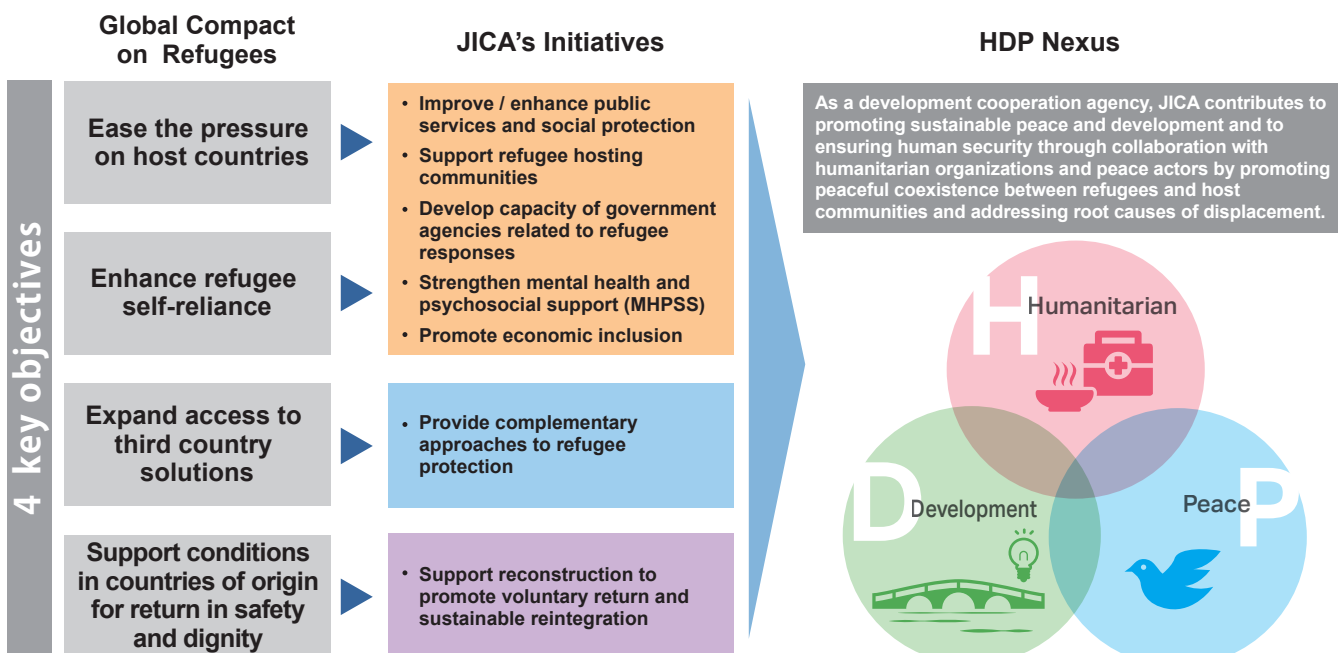 Global Compact
on Refugees
JICA's Initiatives
HDP Nexus
4 key objectives
Ease the pressure
on host countries
Enhance refugee
self-reliance
Expand access to
third country
solutions
Support conditions
in countries of origin
for return in safety
and dignity
• Improve / enhance public
services and social protection
• Support refugee hosting
communities
• Develop capacity of government
agencies related to refugee
responses
• Strengthen mental health and
psychosocial support (MHPSS)
• Promote economic inclusion
• Provide complementary
approaches to refugee
protection
• Support reconstruction to
promote voluntary return and
sustainable reintegration
As a development cooperation agency, JICA contributes to
promoting sustainable peace and development and to
ensuring human security through collaboration with
humanitarian organizations and peace actors by promoting
peaceful coexistence between refugees and host
communities and addressing root causes of displacement.
H
Humanitarian
D
Development
Peace
P